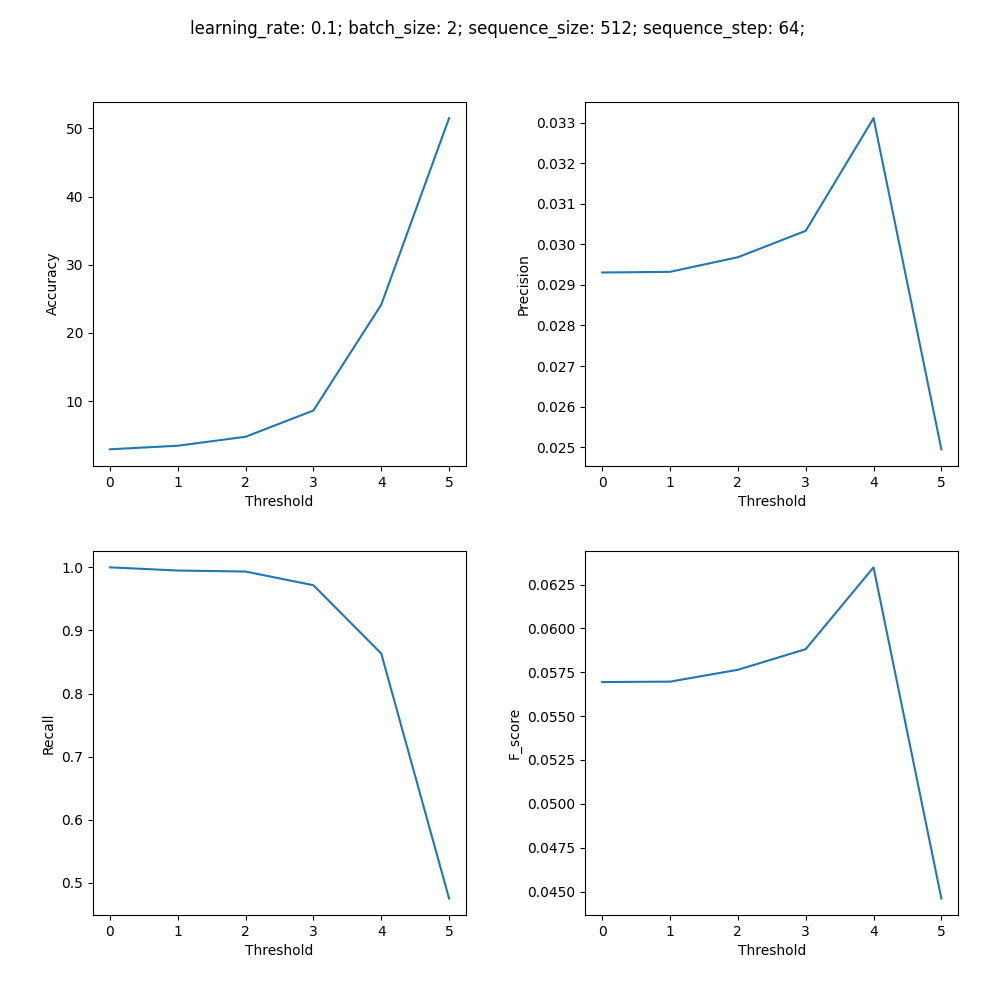 learning_rate: 0.1; batch_size: 2; sequence_size: 512; sequence_step: 64;
50
40
30
20
10
Accuracy
0 1 2 3 4 5
Threshold
0.033
0.032
0.031
0.030
0.029
0.028
0.027
0.026
0.025
Precision
0 1 2 3 4 5
Threshold
1.0
0.9
0.8
0.7
0.6
0.5
Recall
0 1 2 3 4 5
Threshold
0.0625
0.0600
0.0575
0.0550
0.0525
0.0500
0.0475
0.0450
F_score
0 1 2 3 4 5
Threshold